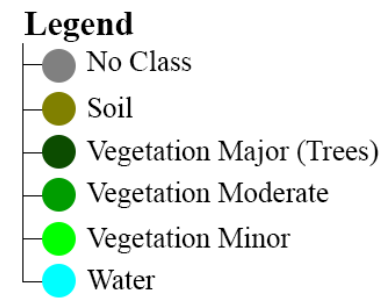 Legend
No Class
Soil
Vegetation Major (Trees)
Vegetation Moderate
Vegetation Minor
Water